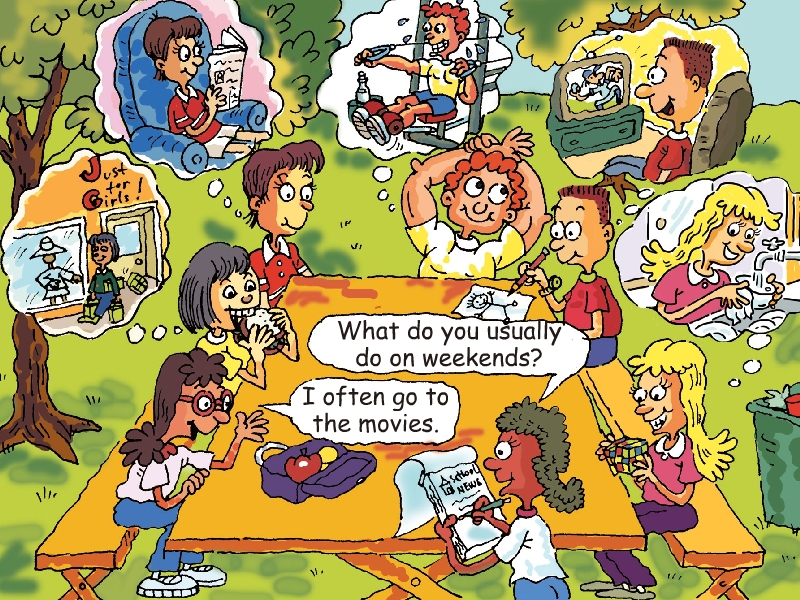 Just
for
Girls!
What do you usually
do on weekends?
I often go to
the movies.
School
NEWS